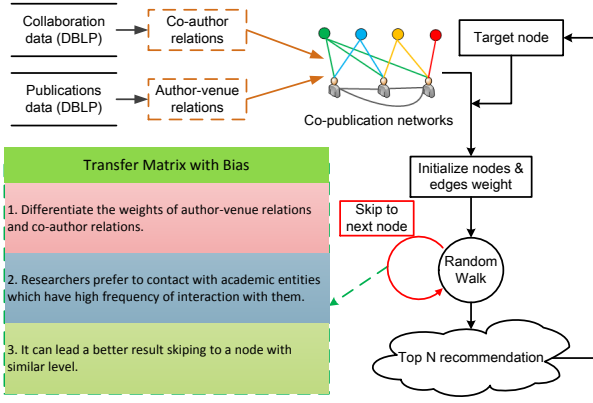 Collaboration
data (DBLP)
Co-author
relations
Target node
Publications
data (DBLP)
Author-venue
relations
Co-publication networks
Transfer Matrix with Bias
1. Differentiate the weights of author-venue relations
and co-author relations.
2. Researchers prefer to contact with academic entities
which have high frequency of interaction with them.
3. It can lead a better result skiping to a node with
similar level.
Initialize nodes &
edges weight
Skip to
next node
Random
Walk
Top N recommendation